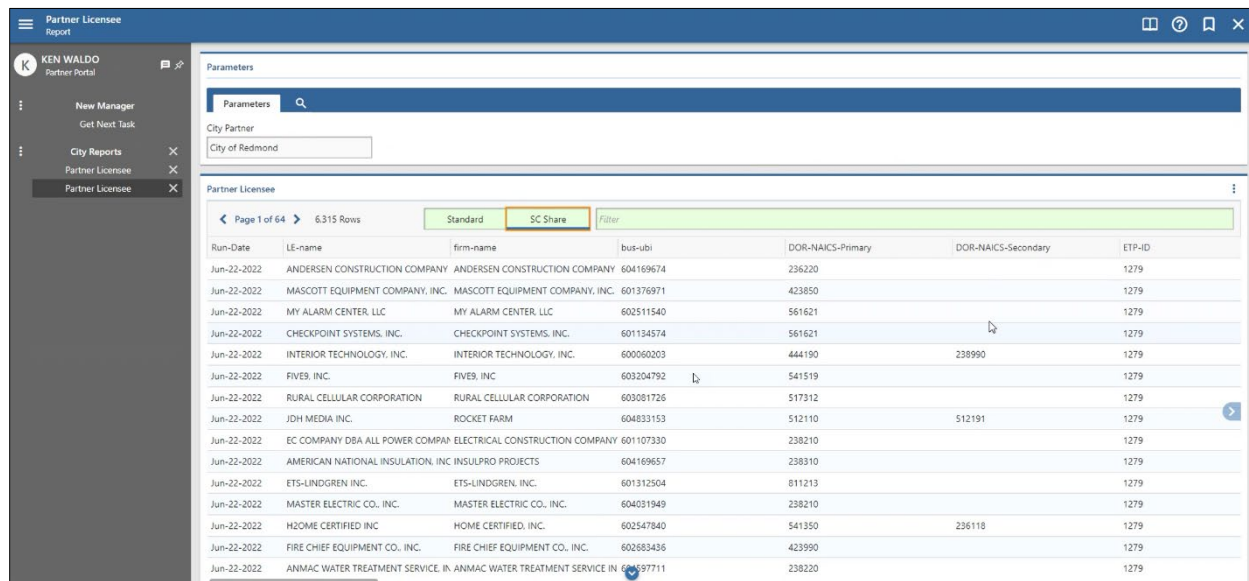 Partner Licensee
Report
K KEN WALDO
Partner Portal
New Manager
Get Next Task
City Reports
Partner Licensee
Partner Licensee
Parameters
Parameters
City Partner
City of Redmond
Partner Licensee
Page 1 of 64 6,315 Rows Standard SC Share Filter
Run-Date LE-name firm-name bus-ubi DOR-NAICS-Primary DOR-NAICS-Secondary ETP-ID
Jun-22-2022 ANDERSEN CONSTRUCTION COMPANY ANDERSEN CONSTRUCTION COMPANY 604169674 236220 1279
Jun-22-2022 MASCOTT EQUIPMENT COMPANY, INC. MASCOTT EQUIPMENT COMPANY, INC. 601376971 423850 1279
Jun-22-2022 MY ALARM CENTER, LLC MY ALARM CENTER, LLC 602511540 561621 1279
Jun-22-2022 CHECKPOINT SYSTEMS, INC. CHECKPOINT SYSTEMS, INC. 601134574 561621 1279
Jun-22-2022 INTERIOR TECHNOLOGY, INC. INTERIOR TECHNOLOGY, INC. 600060203 444190 238990 1279
Jun-22-2022 FIVE9, INC. FIVE9, INC 603204792 541519 1279
Jun-22-2022 RURAL CELLULAR CORPORATION RURAL CELLULAR CORPORATION 603081726 517312 1279
Jun-22-2022 JDH MEDIA INC. ROCKET FARM 604833153 512110 512191 1279
Jun-22-2022 EC COMPANY DBA ALL POWER COMPAN ELECTRICAL CONSTRUCTION COMPANY 601107330 238210 1279
Jun-22-2022 AMERICAN NATIONAL INSULATION, INC INSULPRO PROJECTS 604169657 238310 1279
Jun-22-2022 ETS-LINDGREN INC. ETS-LINDGREN, INC. 601312504 811213 1279
Jun-22-2022 MASTER ELECTRIC CO., INC. MASTER ELECTRIC CO., INC. 604031949 238210 1279
Jun-22-2022 H2OME CERTIFIED INC HOME CERTIFIED, INC. 602547840 541350 236118 1279
Jun-22-2022 FIRE CHIEF EQUIPMENT CO., INC. FIRE CHIEF EQUIPMENT CO., INC. 602683436 423990 1279
Jun-22-2022 ANMAC WATER TREATMENT SERVICE, IN ANMAC WATER TREATMENT SERVICE IN 238220 1279